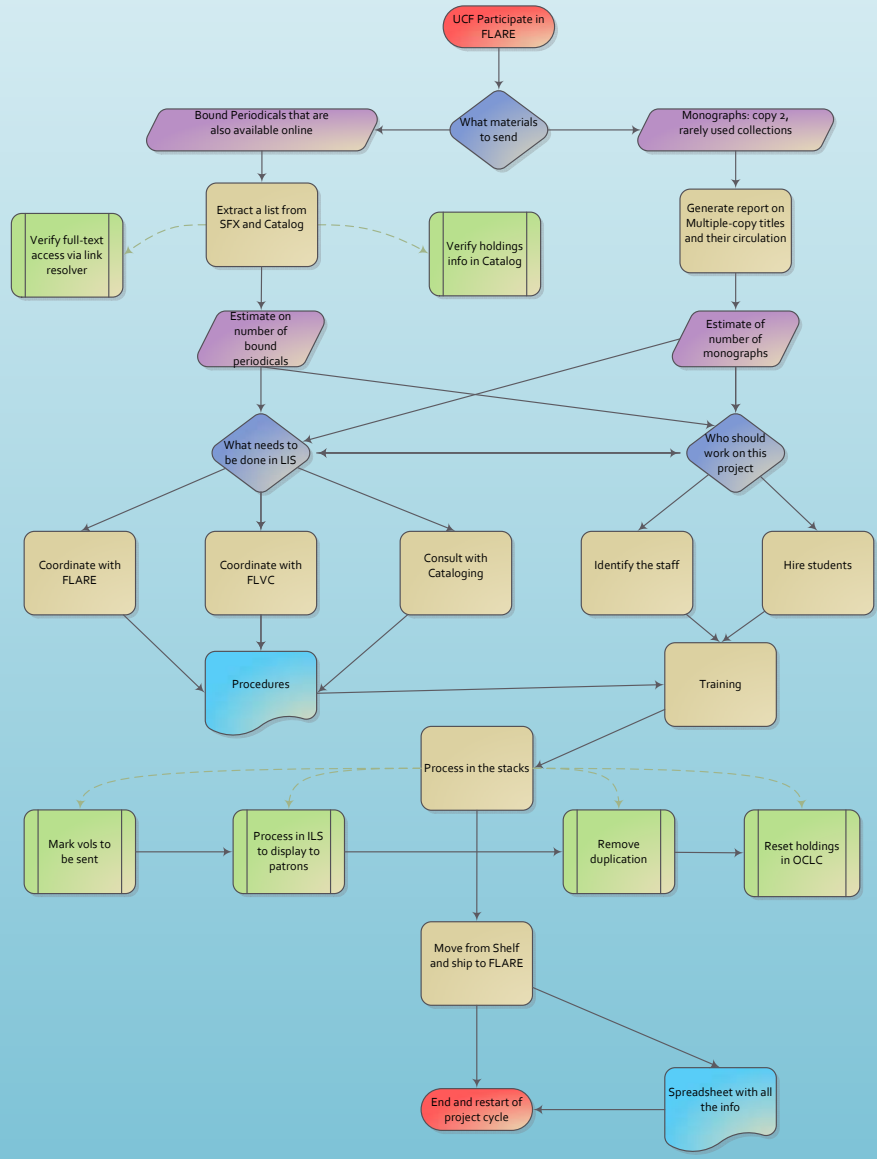 UCF Participate in
FLARE
Bound Periodicals that are
also available online
What materials
to send
Monographs: copy 2,
rarely used collections
Extract a list from
SFX and Catalog
Generate report on
Multiple-copy titles
and their circulation
Verify full-text
access via link
resolver
Verify holdings
info in Catalog
Estimate on
number of
bound
periodicals
Estimate of
number of
monographs
What needs to
be done in LIS
Who should
work on this
project
Coordinate with
FLARE
Coordinate with
FLVC
Consult with
Cataloging
Identify the staff
Hire students
Procedures
Training
Process in the stacks
Mark vols to
be sent
Process in ILS
to display to
patrons
Remove
duplication
Reset holdings
in OCLC
Move from Shelf
and ship to FLARE
Spreadsheet with all
the info
End and restart of
project cycle